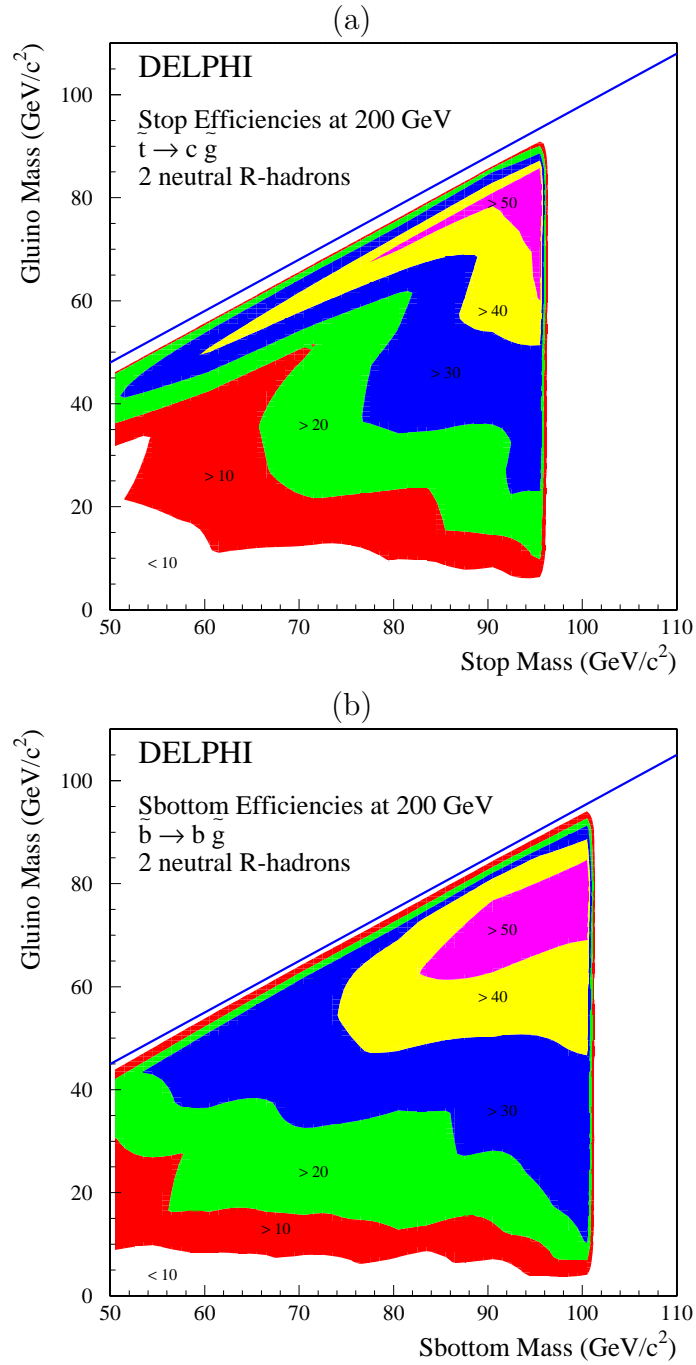 (a)
DELPHI
Stop Efficiencies at 200 GeV
t̃ → c g̃
2 neutral R-hadrons
> 50
> 40
> 30
> 20
> 10
< 10
Gluino Mass (GeV/c²)
100
80
60
40
20
0
50 60 70 80 90 100 110
Stop Mass (GeV/c²)
(b)
DELPHI
Sbottom Efficiencies at 200 GeV
b̃ → b g̃
2 neutral R-hadrons
> 50
> 40
> 30
> 20
> 10
< 10
Gluino Mass (GeV/c²)
100
80
60
40
20
0
50 60 70 80 90 100 110
Sbottom Mass (GeV/c²)